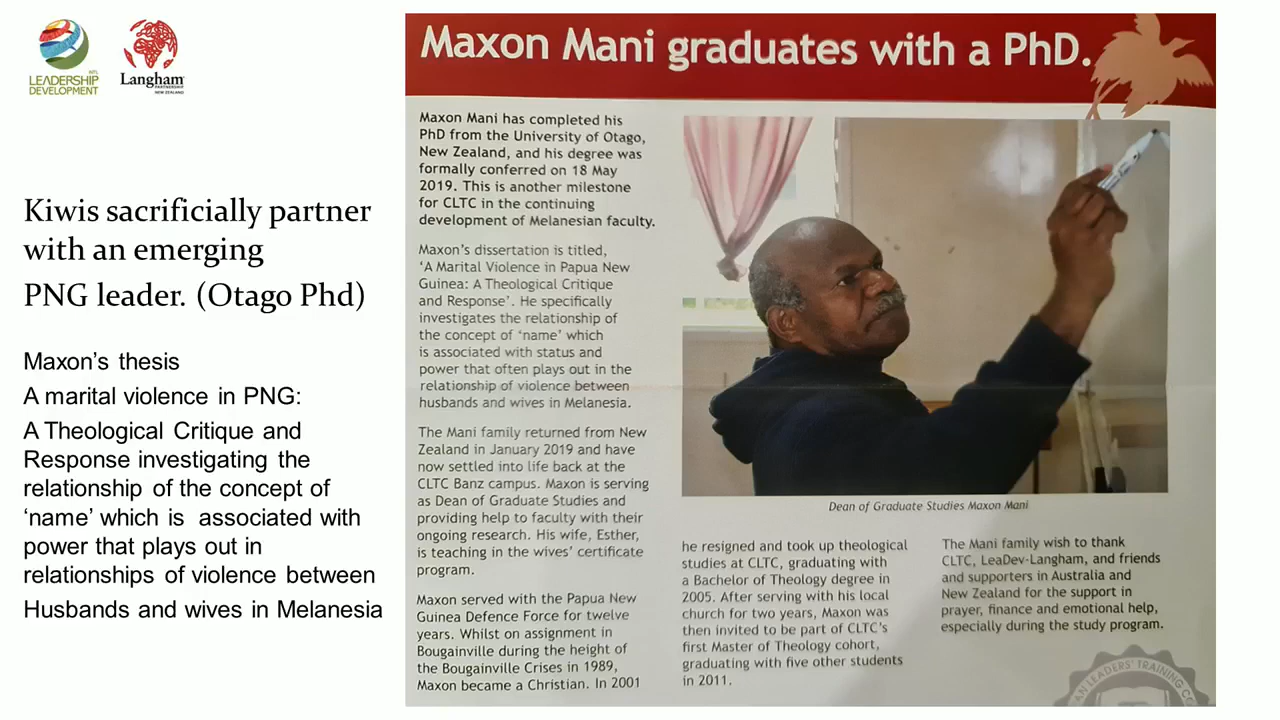 INTL
LEADERSHIP
DEVELOPMENT
Langham
PARTNERSHIP
NEW ZEALAND
Kiwis sacrificially partner
with an emerging
PNG leader. (Otago Phd)
Maxon's thesis
A marital violence in PNG:
A Theological Critique and
Response investigating the
relationship of the concept of
'name' which is associated with
power that plays out in
relationships of violence between
Husbands and wives in Melanesia
Maxon Mani graduates with a PhD.
Maxon Mani has completed his
PhD from the University of Otago,
New Zealand, and his degree was
formally conferred on 18 May
2019. This is another milestone
for CLTC in the continuing
development of Melanesian faculty.
Maxon's dissertation is titled,
'A Marital Violence in Papua New
Guinea: A Theological Critique
and Response'. He specifically
investigates the relationship of
the concept of 'name' which
is associated with status and
power that often plays out in the
relationship of violence between
husbands and wives in Melanesia.
The Mani family returned from New
Zealand in January 2019 and have
now settled into life back at the
CLTC Banz campus. Maxon is serving
as Dean of Graduate Studies and
providing help to faculty with their
ongoing research. His wife, Esther,
is teaching in the wives' certificate
program.
Maxon served with the Papua New
Guinea Defence Force for twelve
years. Whilst on assignment in
Bougainville during the height of
the Bougainville Crises in 1989,
Maxon became a Christian. In 2001
Dean of Graduate Studies Maxon Mani
he resigned and took up theological
studies at CLTC, graduating with
a Bachelor of Theology degree in
2005. After serving with his local
church for two years, Maxon was
then invited to be part of CLTC's
first Master of Theology cohort,
graduating with five other students
in 2011.
The Mani family wish to thank
CLTC, LeaDev-Langham, and friends
and supporters in Australia and
New Zealand for the support in
prayer, finance and emotional help,
especially during the study program.
AN LEADERS' TRAINING CO